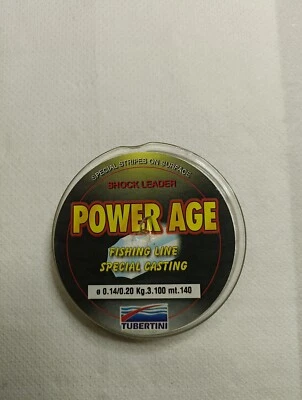 SPECIAL STRIPES ON SURFACE
SHOCK LEADER
POWER AGE
FISHING LINE
SPECIAL CASTING
ø 0.14/0.20 Kg.3.100 mt.140
TUBERTINI